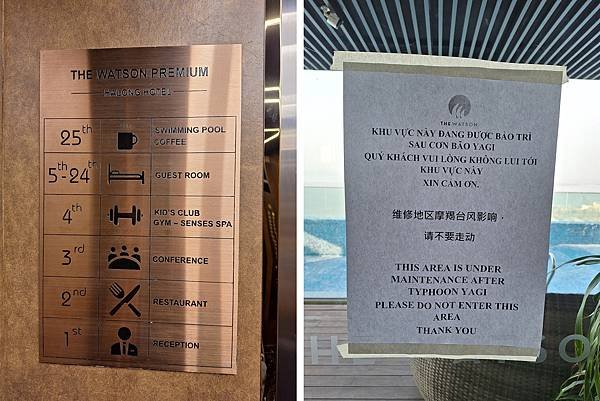 THE WATSON PREMIUM
HALONG HOTEL
25th SWIMMING POOL
COFFEE
5th-24th GUEST ROOM
4th KID'S CLUB
GYM – SENSES SPA
3rd CONFERENCE
2nd RESTAURANT
1st RECEPTION
THE WATSON
KHU VỰC NÀY ĐANG ĐƯỢC BẢO TRÌ
SAU CƠN BÃO YAGI
QUÝ KHÁCH VUI LÒNG KHÔNG LUI TỚI
KHU VỰC NÀY
XIN CẢM ƠN.
维修地区摩羯台风影响，
请不要走动
THIS AREA IS UNDER
MAINTENANCE AFTER
TYPHOON YAGI
PLEASE DO NOT ENTER THIS
AREA
THANK YOU